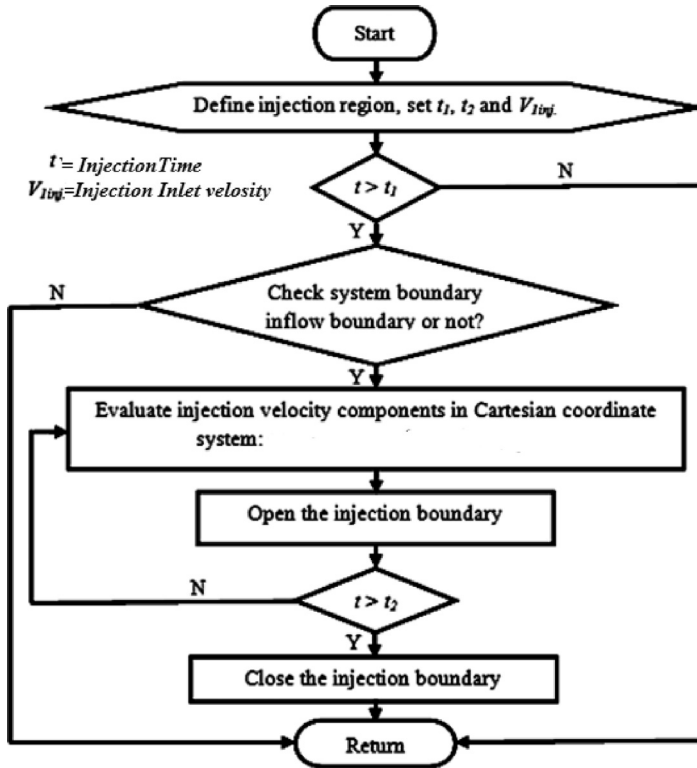 Start
Define injection region, set t₁, t₂ and V₁ᵢₙⱼ.
t = Injection Time
V₁ᵢₙⱼ.=Injection Inlet velosity
t > t₁
N
Y
N
Check system boundary
inflow boundary or not?
Y
Evaluate injection velocity components in Cartesian coordinate
system:
Open the injection boundary
N
t > t₂
Y
Close the injection boundary
Return